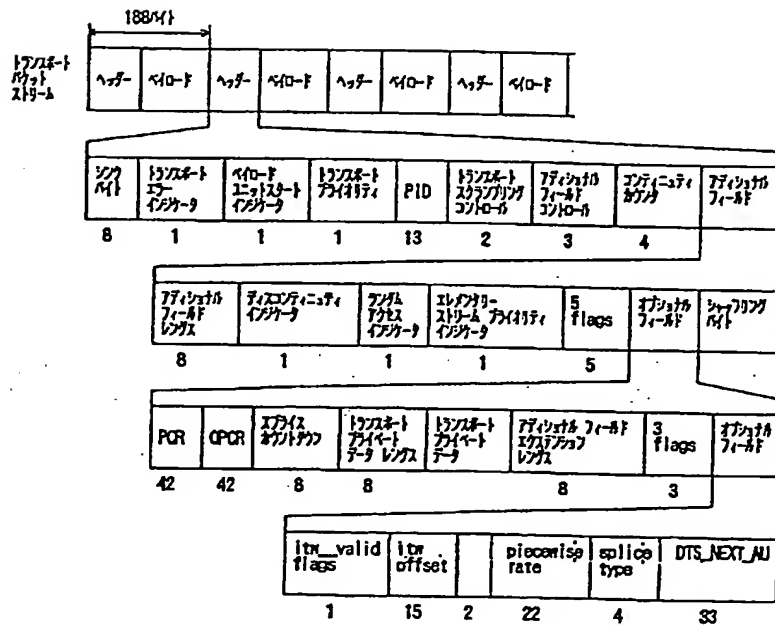 188バイト
トランスポート
パケット
ストリーム
ヘッダー ペイロード ヘッダー ペイロード ヘッダー ペイロード ヘッダー ペイロード
シンク
バイト
トランスポート
エラー
インジケータ
ペイロード
ユニットスタート
インジケータ
トランスポート
プライオリティ
PID
トランスポート
スクランブリング
コントロール
アディショナル
フィールド
コントロール
コンティニュティ
カウンタ
アディショナル
フィールド
8 1 1 1 13 2 3 4
アディショナル
フィールド
レングス
ディスコンティニュティ
インジケータ
ランダム
アクセス
インジケータ
エレメンタリー
ストリーム プライオリティ
インジケータ
5
flags
オプショナル
フィールド
シャッフリング
バイト
8 1 1 1 5
PCR
OPCR
スプライス
カウントダウン
トランスポート
プライベート
データ レングス
トランスポート
プライベート
データ
アディショナル フィールド
エクステンション
レングス
3
flags
オプショナル
フィールド
42 42 8 8 8 3
itw_valid
flags
itw
offset
piecewise
rate
splice
type
DTS_NEXT_AU
1 15 2 22 4 33